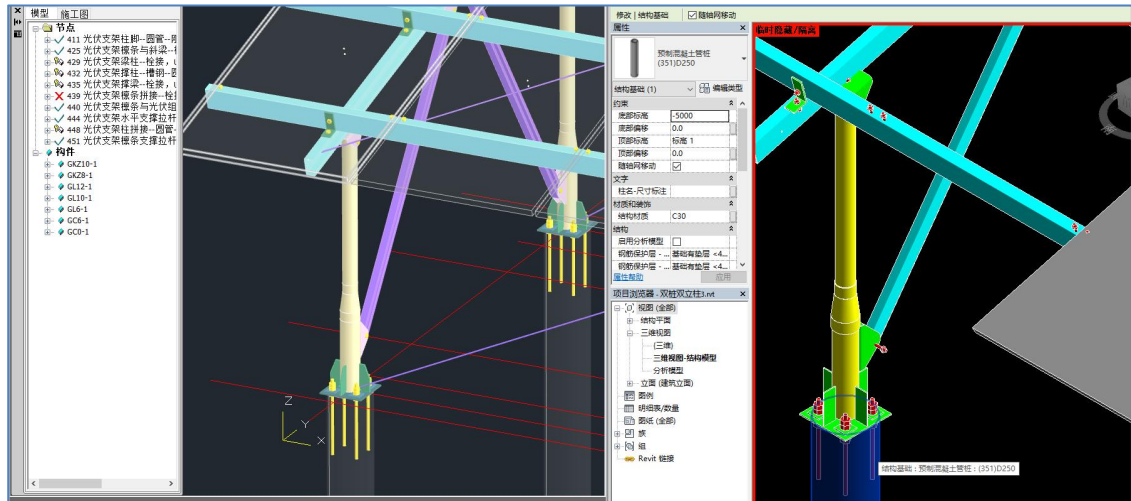 模型 施工图
节点
411 光伏支架柱脚--圆管--刚
425 光伏支架檩条与斜梁--
429 光伏支架梁柱--栓接,
432 光伏支架撑柱--槽钢--圆
435 光伏支架撑梁--栓接,
439 光伏支架檩条拼接--栓接
440 光伏支架檩条与光伏组
444 光伏支架水平支撑拉杆
448 光伏支架柱拼接--圆管-
451 光伏支架檩条支撑拉杆
构件
GKZ10-1
GKZ8-1
GL12-1
GL10-1
GL6-1
GC6-1
GC0-1
Z
Y
X
修改 | 结构基础
随轴网移动
属性
预制混凝土管桩
(351)D250
结构基础 (1)
编辑类型
约束
底部标高 -5000
底部偏移 0.0
顶部标高 标高 1
顶部偏移 0.0
随轴网移动
文字
柱名-尺寸标注
材质和装饰
结构材质 C30
结构
启用分析模型
钢筋保护层 - ... 基础有垫层 <4...
钢筋保护层 - ... 基础有垫层 <4...
属性帮助 应用
项目浏览器 - 双桩双立柱3.rvt
视图 (全部)
结构平面
三维视图
(三维)
三维视图-结构模型
分析模型
立面 (建筑立面)
图例
明细表/数量
图纸 (全部)
族
组
Revit 链接
临时隐藏/隔离
结构基础 : 预制混凝土管桩 : (351)D250